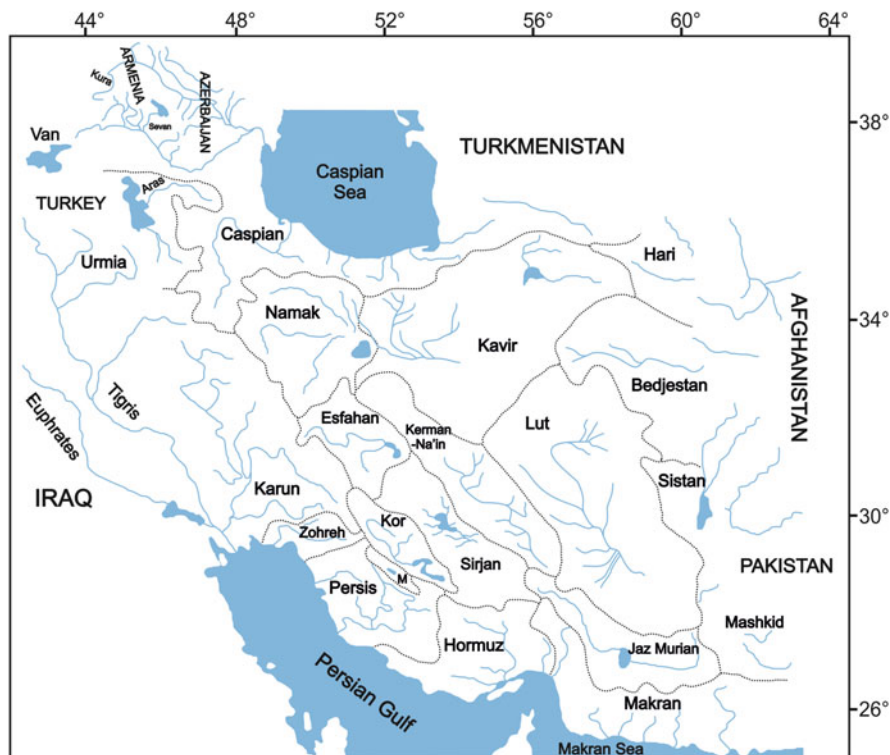 44°
48°
52°
56°
60°
64°
ARMENIA
Kura
AZERBAIJAN
Sevan
38°
Van
TURKMENISTAN
Caspian
Sea
Aras
TURKEY
Caspian
Hari
Urmia
Namak
AFGHANISTAN
34°
Kavir
Bedjestan
Tigris
Euphrates
Esfahan
Kerman
-Na'in
Lut
Sistan
IRAQ
Karun
Kor
30°
Zohreh
Sirjan
PAKISTAN
M
Persis
Mashkid
Hormuz
Jaz Murian
Persian Gulf
Makran
26°
Makran Sea